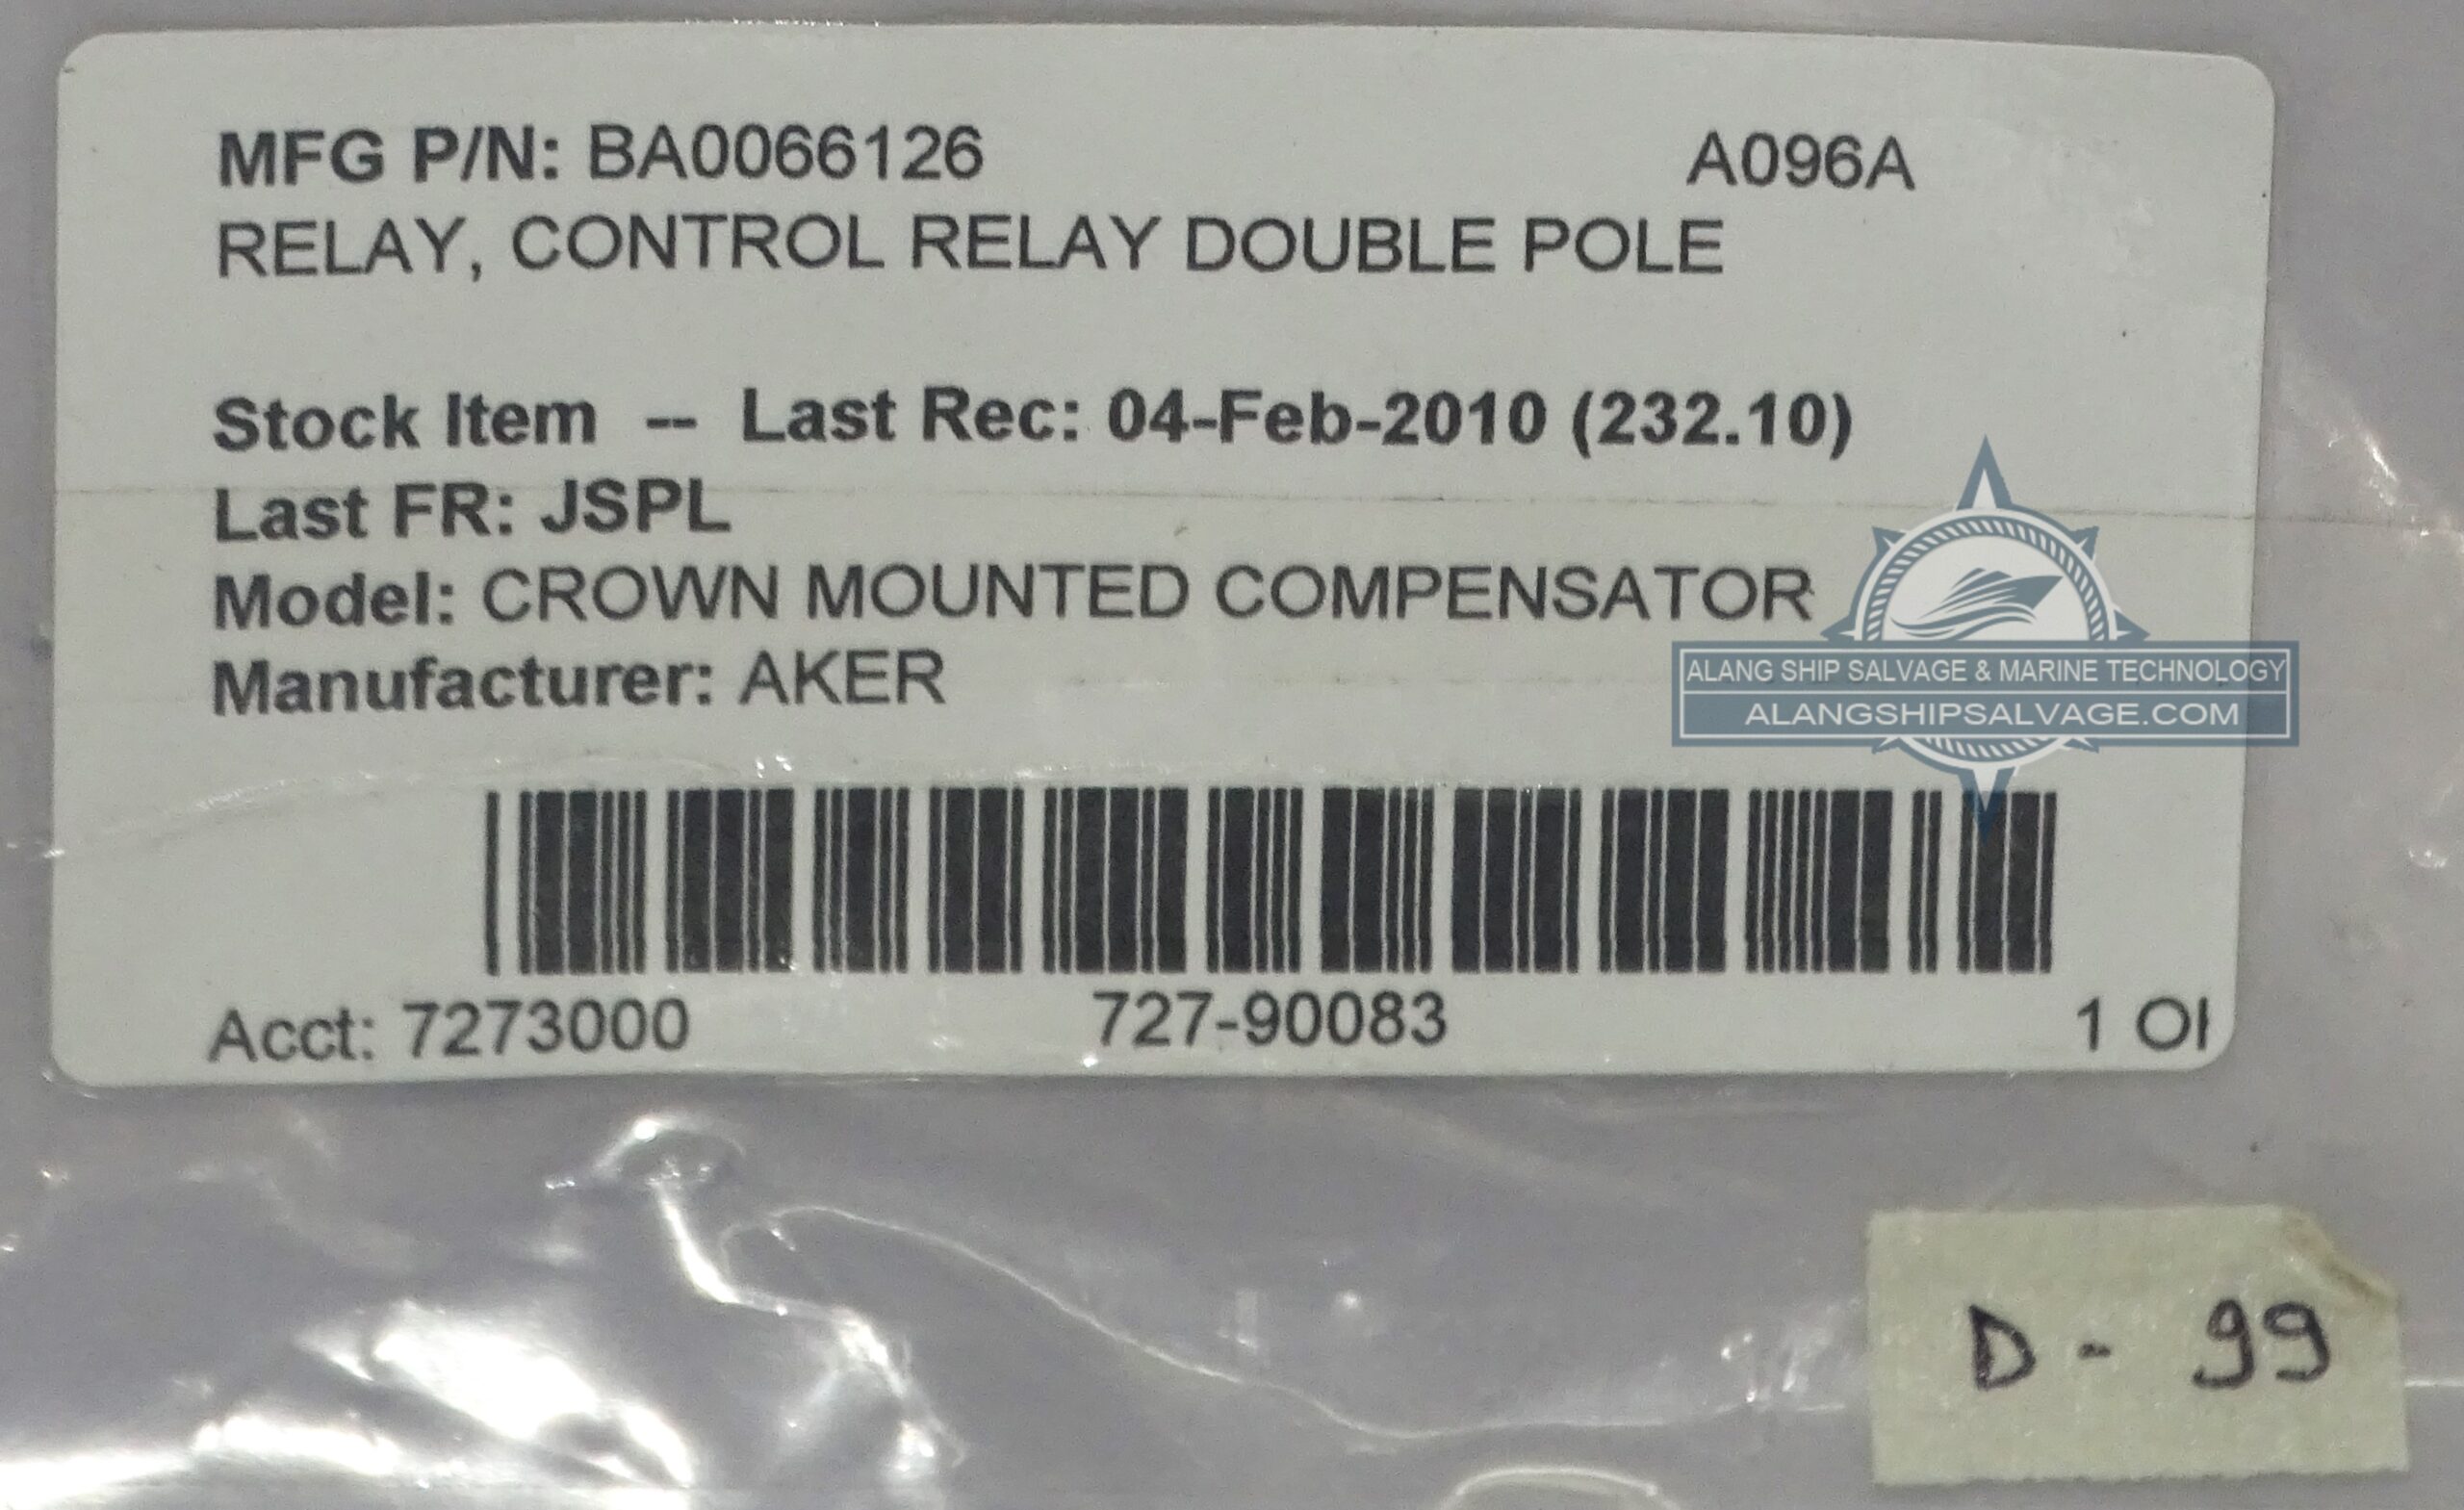 MFG P/N: BA0066126 A096A
RELAY, CONTROL RELAY DOUBLE POLE
Stock Item -- Last Rec: 04-Feb-2010 (232.10)
Last FR: JSPL
Model: CROWN MOUNTED COMPENSATOR
Manufacturer: AKER
ALANG SHIP SALVAGE & MARINE TECHNOLOGY
ALANGSHIPSALVAGE.COM
Acct: 7273000 727-90083 1 OI
D - 99